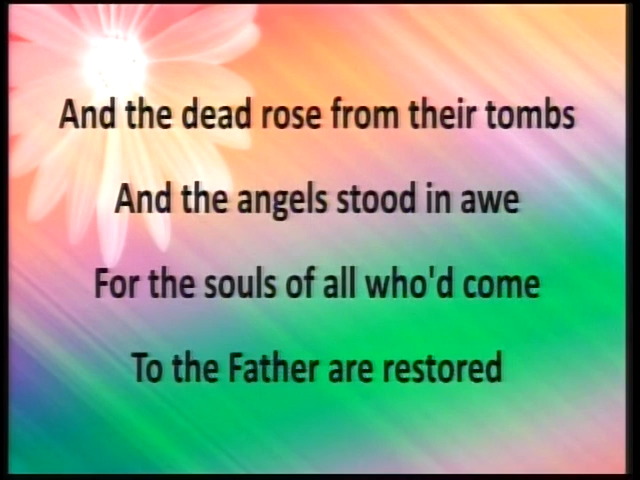 And the dead rose from their tombs
And the angels stood in awe
For the souls of all who'd come
To the Father are restored